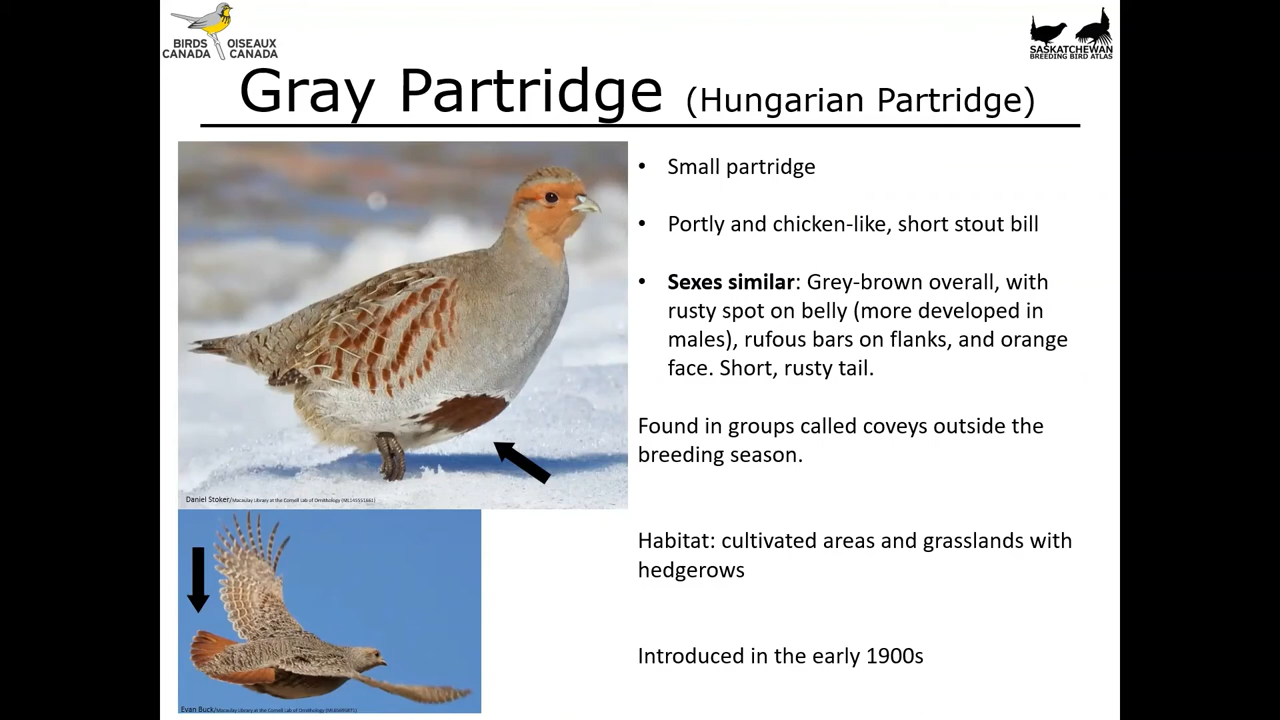 BIRDS OISEAUX
CANADA CANADA
SASKATCHEWAN
BREEDING BIRD ATLAS
Gray Partridge (Hungarian Partridge)
• Small partridge
• Portly and chicken-like, short stout bill
• Sexes similar: Grey-brown overall, with
rusty spot on belly (more developed in
males), rufous bars on flanks, and orange
face. Short, rusty tail.
Found in groups called coveys outside the
breeding season.
Habitat: cultivated areas and grasslands with
hedgerows
Introduced in the early 1900s
Daniel Stoker/Macaulay Library at the Cornell Lab of Ornithology
Evan Buck/Macaulay Library at the Cornell Lab of Ornithology